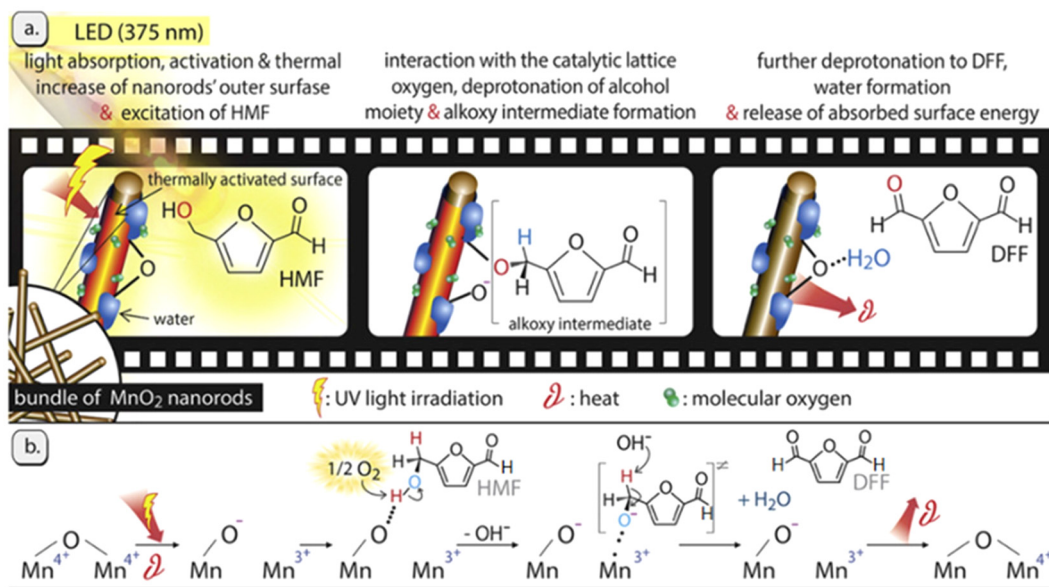 a.
LED (375 nm)
light absorption, activation & thermal
increase of nanorods' outer surfase
& excitation of HMF
interaction with the catalytic lattice
oxygen, deprotonation of alcohol
moiety & alkoxy intermediate formation
further deprotonation to DFF,
water formation
& release of absorbed surface energy
thermally activated surface
HO
O
O
H
O
HMF
water
H
O
O
O
H
H
O⁻
alkoxy intermediate
O
O
H
O
H
O
H2O
DFF
ϑ
bundle of MnO₂ nanorods
: UV light irradiation
ϑ : heat
: molecular oxygen
b.
1/2 O₂
H
H
O
H
O
O
H
HMF
OH⁻
H
H
O
O
H
O⁻
≠
O
H
O
O
H
DFF
+ H₂O
O
O⁻
O
- OH⁻
O⁻
O⁻
ϑ
O
Mn⁴⁺ Mn⁴⁺ ϑ Mn Mn³⁺ Mn Mn³⁺ Mn Mn³⁺ Mn Mn³⁺ Mn Mn⁴⁺